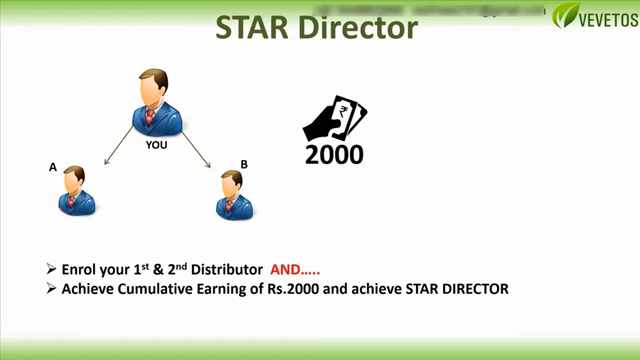 VEVETOS
STAR Director
YOU
A
B
₹
2000
➢ Enrol your 1st & 2nd Distributor AND.....
➢ Achieve Cumulative Earning of Rs.2000 and achieve STAR DIRECTOR